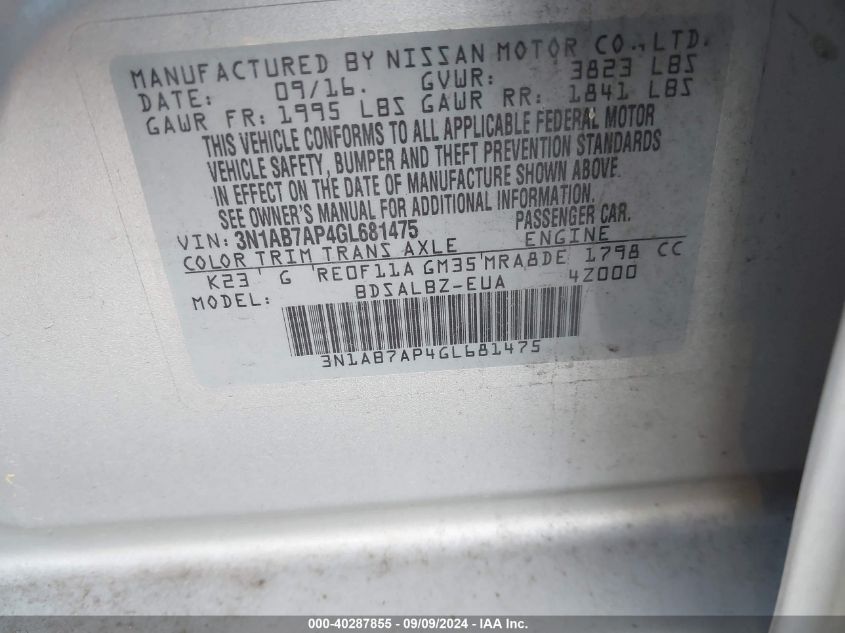 MANUFACTURED BY NISSAN MOTOR CO., LTD.
DATE: 09/16. GVWR: 3823 LBS
GAWR FR: 1995 LBS GAWR RR: 1841 LBS
THIS VEHICLE CONFORMS TO ALL APPLICABLE FEDERAL MOTOR
VEHICLE SAFETY, BUMPER AND THEFT PREVENTION STANDARDS
IN EFFECT ON THE DATE OF MANUFACTURE SHOWN ABOVE.
SEE OWNER'S MANUAL FOR ADDITIONAL INFORMATION.
VIN: 3N1AB7AP4GL681475 PASSENGER CAR.
COLOR TRIM TRANS AXLE ENGINE
K23 G RE0F11A GM35 MRA8DE 1798 CC
MODEL: BDSALBZ-EUA 4Z000
3N1AB7AP4GL681475
000-40287855 - 09/09/2024 - IAA Inc.